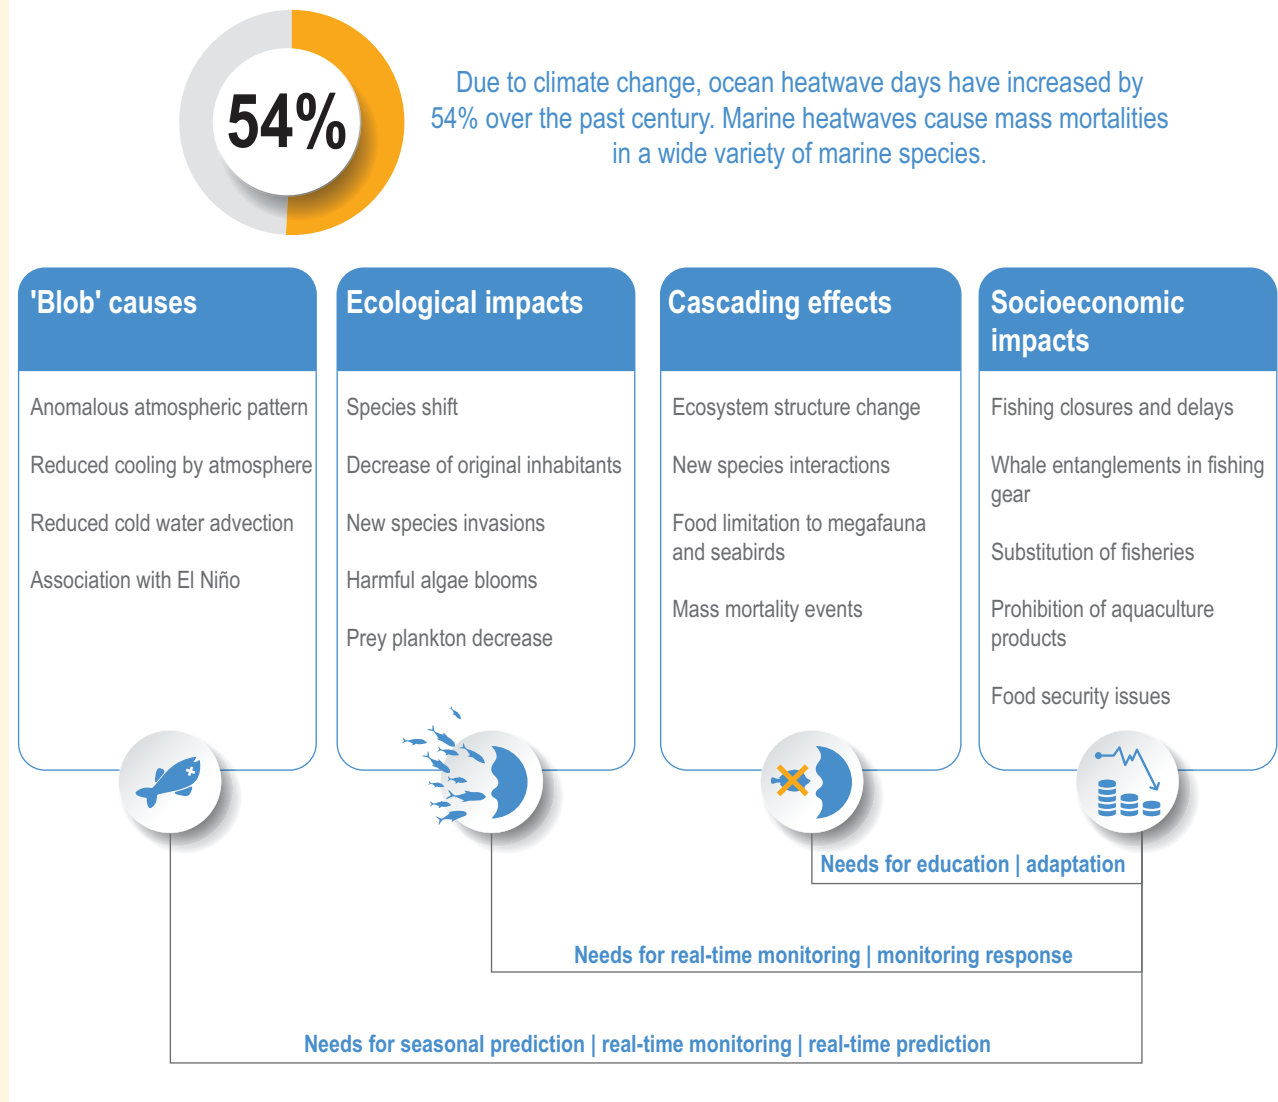 54%
Due to climate change, ocean heatwave days have increased by
54% over the past century. Marine heatwaves cause mass mortalities
in a wide variety of marine species.
'Blob' causes
Anomalous atmospheric pattern
Reduced cooling by atmosphere
Reduced cold water advection
Association with El Niño
Ecological impacts
Species shift
Decrease of original inhabitants
New species invasions
Harmful algae blooms
Prey plankton decrease
Cascading effects
Ecosystem structure change
New species interactions
Food limitation to megafauna
and seabirds
Mass mortality events
Socioeconomic
impacts
Fishing closures and delays
Whale entanglements in fishing
gear
Substitution of fisheries
Prohibition of aquaculture
products
Food security issues
Needs for education | adaptation
Needs for real-time monitoring | monitoring response
Needs for seasonal prediction | real-time monitoring | real-time prediction